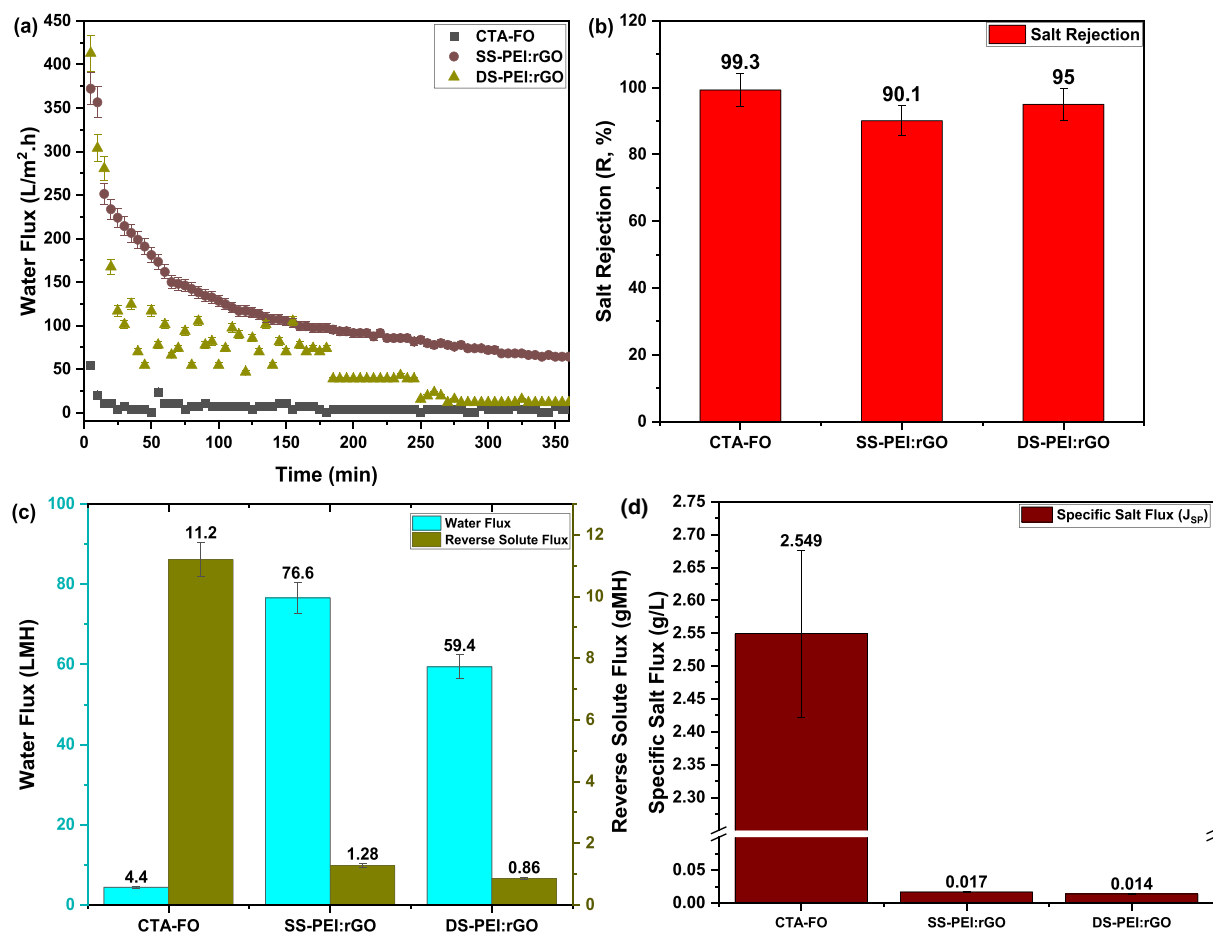 (a)
450
400
350
300
250
200
150
100
50
0
Water Flux (L/m².h)
CTA-FO
SS-PEI:rGO
DS-PEI:rGO
0 50 100 150 200 250 300 350
Time (min)
(b)
120
100
80
60
40
20
0
Salt Rejection (R, %)
Salt Rejection
99.3
90.1
95
CTA-FO SS-PEI:rGO DS-PEI:rGO
(c)
100
80
60
40
20
0
Water Flux (LMH)
Water Flux
Reverse Solute Flux
11.2
76.6
59.4
4.4
1.28
0.86
12
10
8
6
4
2
0
Reverse Solute Flux (gMH)
CTA-FO SS-PEI:rGO DS-PEI:rGO
(d)
2.75
2.70
2.65
2.60
2.55
2.50
2.45
2.40
2.35
2.30
0.05
0.00
Specific Salt Flux (g/L)
Specific Salt Flux (J_SP)
2.549
0.017
0.014
CTA-FO SS-PEI:rGO DS-PEI:rGO